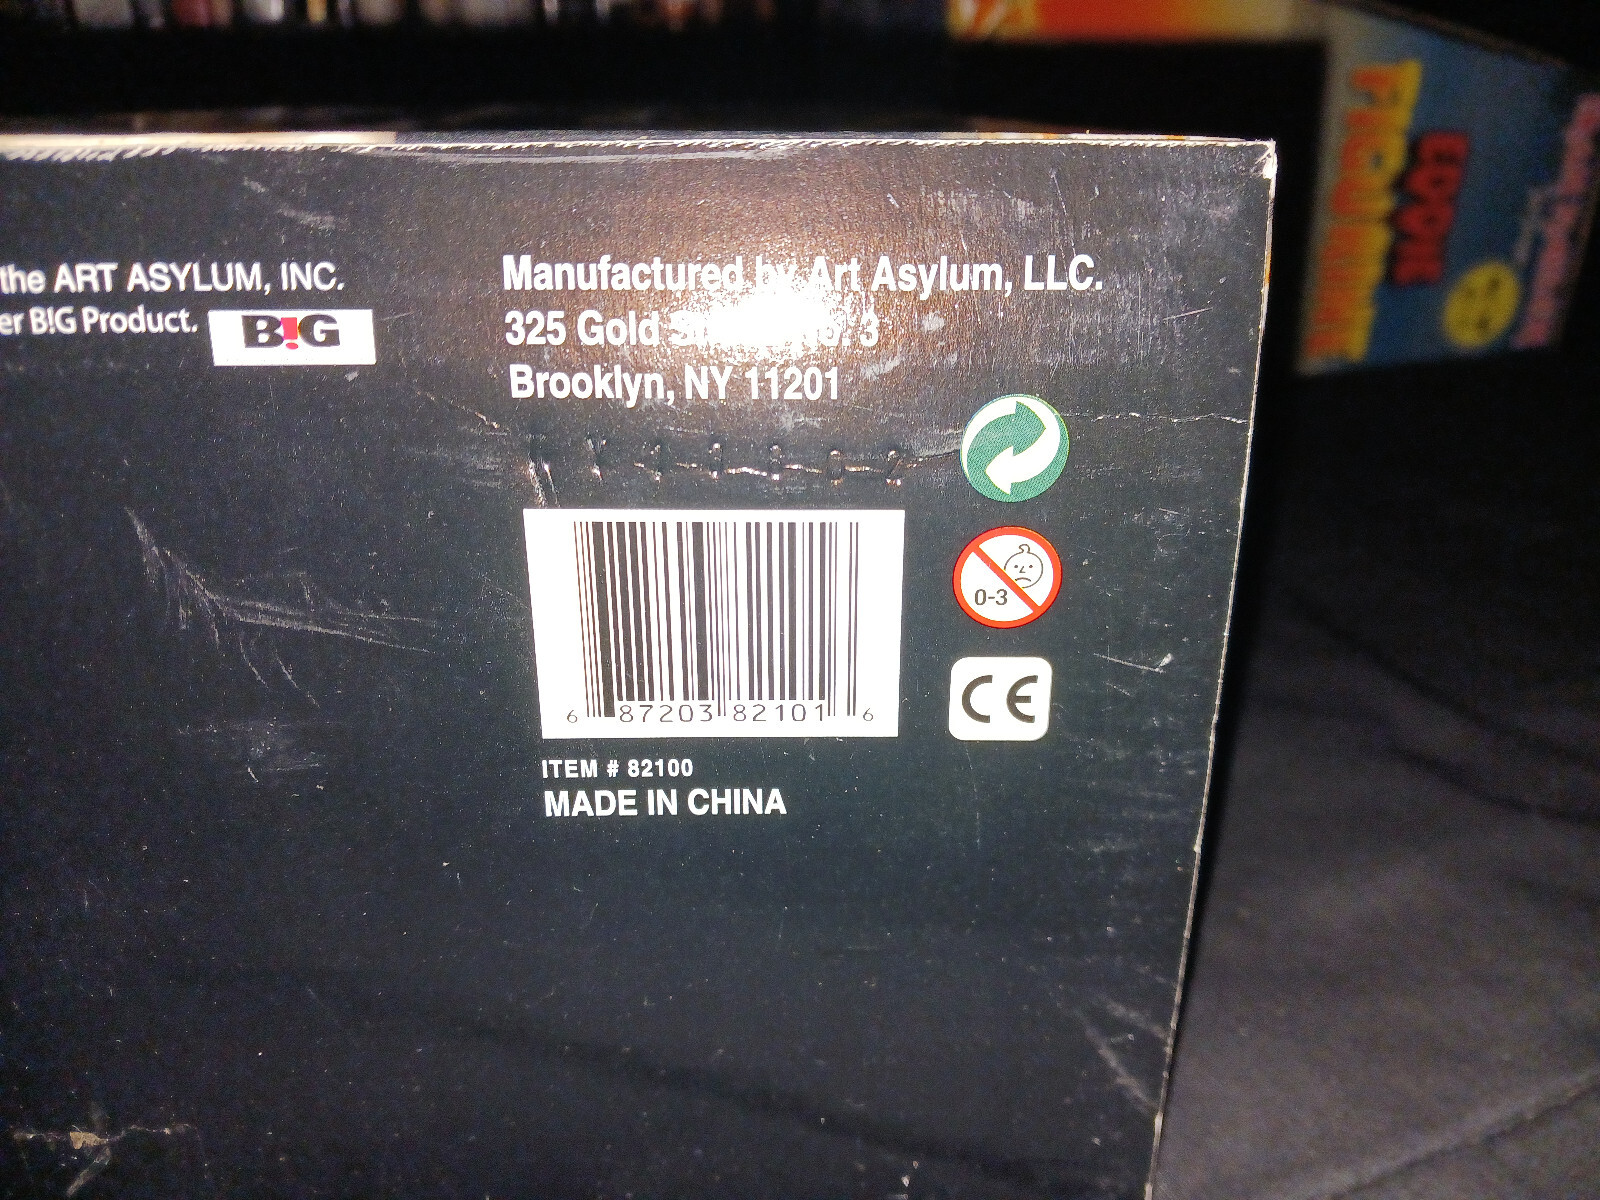 the ART ASYLUM, INC.
er B!G Product.
B!G
Manufactured by Art Asylum, LLC.
325 Gold 3
Brooklyn, NY 11201
0-3
CE
6 87203 82101 6
ITEM # 82100
MADE IN CHINA